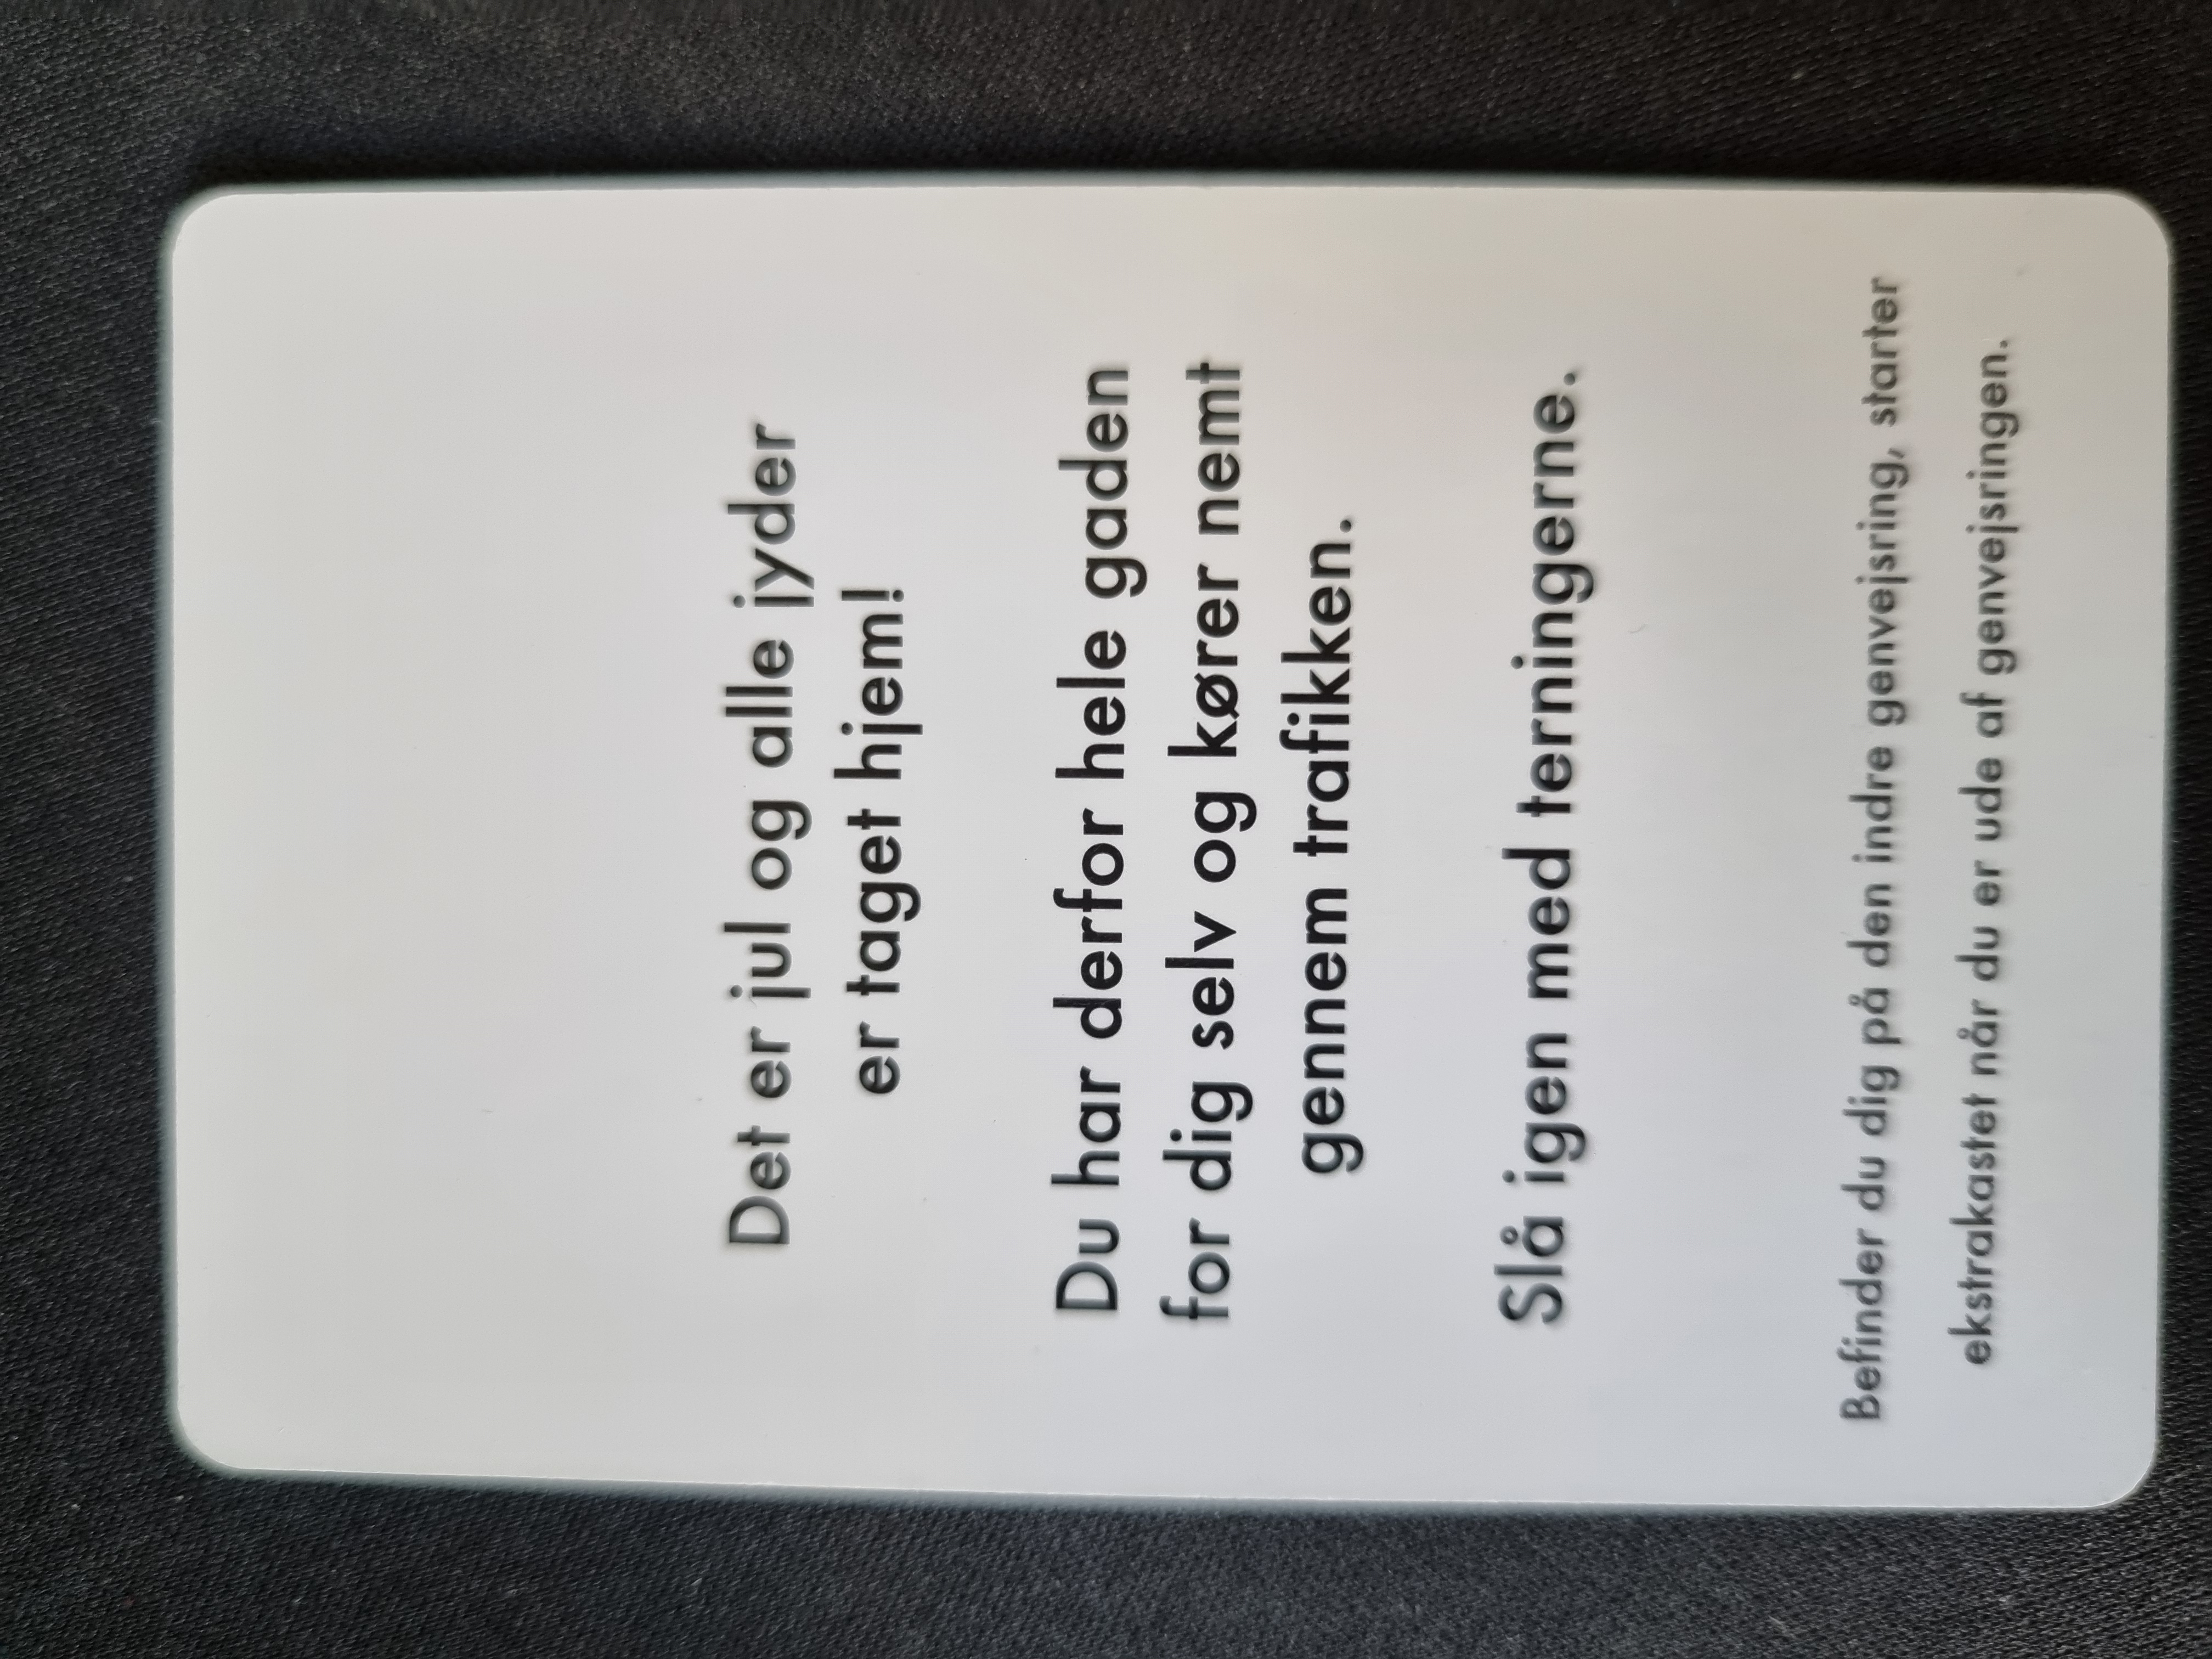 Det er jul og alle jyder
er taget hjem!
Du har derfor hele gaden
for dig selv og kører nemt
gennem trafikken.
Slå igen med terningerne.
Befinder du dig på den indre genvejsring, starter
ekstrakastet når du er ude af genvejsringen.